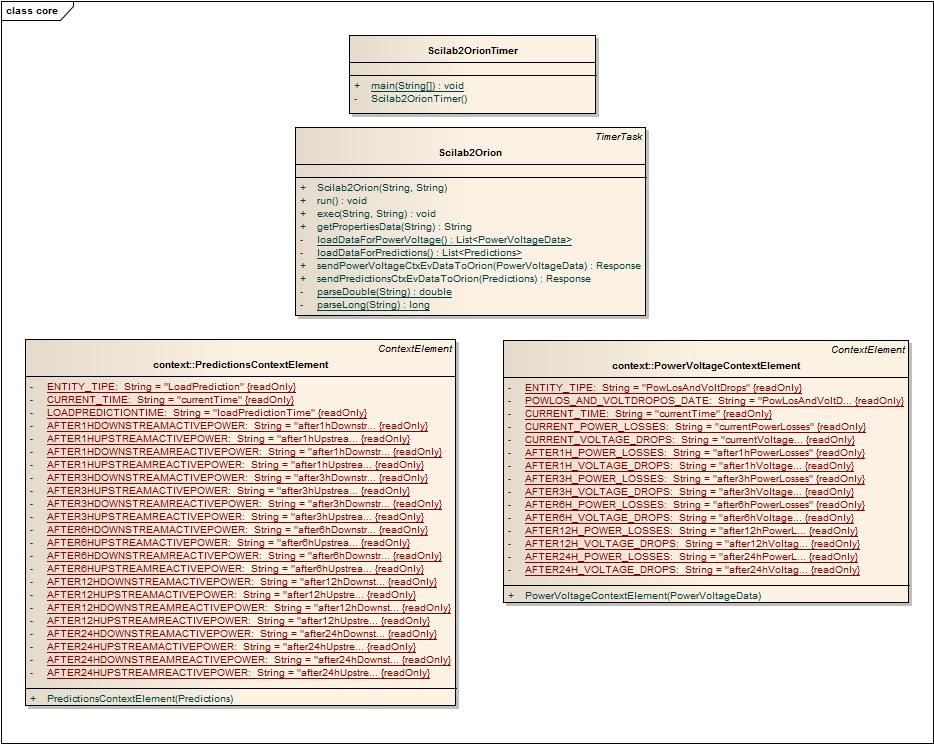 class core
Scilab2OrionTimer
+ main(String[]) : void
- Scilab2OrionTimer()
TimerTask
Scilab2Orion
+ Scilab2Orion(String, String)
+ run() : void
+ exec(String, String) : void
+ getPropertiesData(String) : String
- loadDataForPowerVoltage() : List<PowerVoltageData>
- loadDataForPredictions() : List<Predictions>
+ sendPowerVoltageCtxEvDataToOrion(PowerVoltageData) : Response
+ sendPredictionsCtxEvDataToOrion(Predictions) : Response
- parseDouble(String) : double
- parseLong(String) : long
ContextElement
context::PredictionsContextElement
- ENTITY_TIPE: String = "LoadPrediction" {readOnly}
- CURRENT_TIME: String = "currentTime" {readOnly}
- LOADPREDICTIONTIME: String = "loadPredictionTime" {readOnly}
- AFTER1HDOWNSTREAMACTIVEPOWER: String = "after1hDownstr... {readOnly}
- AFTER1HUPSTREAMACTIVEPOWER: String = "after1hUpstrea... {readOnly}
- AFTER1HDOWNSTREAMREACTIVEPOWER: String = "after1hDownstr... {readOnly}
- AFTER1HUPSTREAMREACTIVEPOWER: String = "after1hUpstrea... {readOnly}
- AFTER3HDOWNSTREAMACTIVEPOWER: String = "after3hDownstr... {readOnly}
- AFTER3HUPSTREAMACTIVEPOWER: String = "after3hUpstrea... {readOnly}
- AFTER3HDOWNSTREAMREACTIVEPOWER: String = "after3hDownstr... {readOnly}
- AFTER3HUPSTREAMREACTIVEPOWER: String = "after3hUpstrea... {readOnly}
- AFTER6HDOWNSTREAMACTIVEPOWER: String = "after6hDownstr... {readOnly}
- AFTER6HUPSTREAMACTIVEPOWER: String = "after6hUpstrea... {readOnly}
- AFTER6HDOWNSTREAMREACTIVEPOWER: String = "after6hDownstr... {readOnly}
- AFTER6HUPSTREAMREACTIVEPOWER: String = "after6hUpstrea... {readOnly}
- AFTER12HDOWNSTREAMACTIVEPOWER: String = "after12hDownst... {readOnly}
- AFTER12HUPSTREAMACTIVEPOWER: String = "after12hUpstre... {readOnly}
- AFTER12HDOWNSTREAMREACTIVEPOWER: String = "after12hDownst... {readOnly}
- AFTER12HUPSTREAMREACTIVEPOWER: String = "after12hUpstre... {readOnly}
- AFTER24HDOWNSTREAMACTIVEPOWER: String = "after24hDownst... {readOnly}
- AFTER24HUPSTREAMACTIVEPOWER: String = "after24hUpstre... {readOnly}
- AFTER24HDOWNSTREAMREACTIVEPOWER: String = "after24hDownst... {readOnly}
- AFTER24HUPSTREAMREACTIVEPOWER: String = "after24hUpstre... {readOnly}
+ PredictionsContextElement(Predictions)
ContextElement
context::PowerVoltageContextElement
- ENTITY_TIPE: String = "PowLosAndVoltDrops" {readOnly}
- POWLOS_AND_VOLTDROPOS_DATE: String = "PowLosAndVoltD... {readOnly}
- CURRENT_TIME: String = "currentTime" {readOnly}
- CURRENT_POWER_LOSSES: String = "currentPowerLosses" {readOnly}
- CURRENT_VOLTAGE_DROPS: String = "currentVoltage... {readOnly}
- AFTER1H_POWER_LOSSES: String = "after1hPowerLosses" {readOnly}
- AFTER1H_VOLTAGE_DROPS: String = "after1hVoltage... {readOnly}
- AFTER3H_POWER_LOSSES: String = "after3hPowerLosses" {readOnly}
- AFTER3H_VOLTAGE_DROPS: String = "after3hVoltage... {readOnly}
- AFTER6H_POWER_LOSSES: String = "after6hPowerLosses" {readOnly}
- AFTER6H_VOLTAGE_DROPS: String = "after6hVoltage... {readOnly}
- AFTER12H_POWER_LOSSES: String = "after12hPowerL... {readOnly}
- AFTER12H_VOLTAGE_DROPS: String = "after12hVoltag... {readOnly}
- AFTER24H_POWER_LOSSES: String = "after24hPowerL... {readOnly}
- AFTER24H_VOLTAGE_DROPS: String = "after24hVoltag... {readOnly}
+ PowerVoltageContextElement(PowerVoltageData)